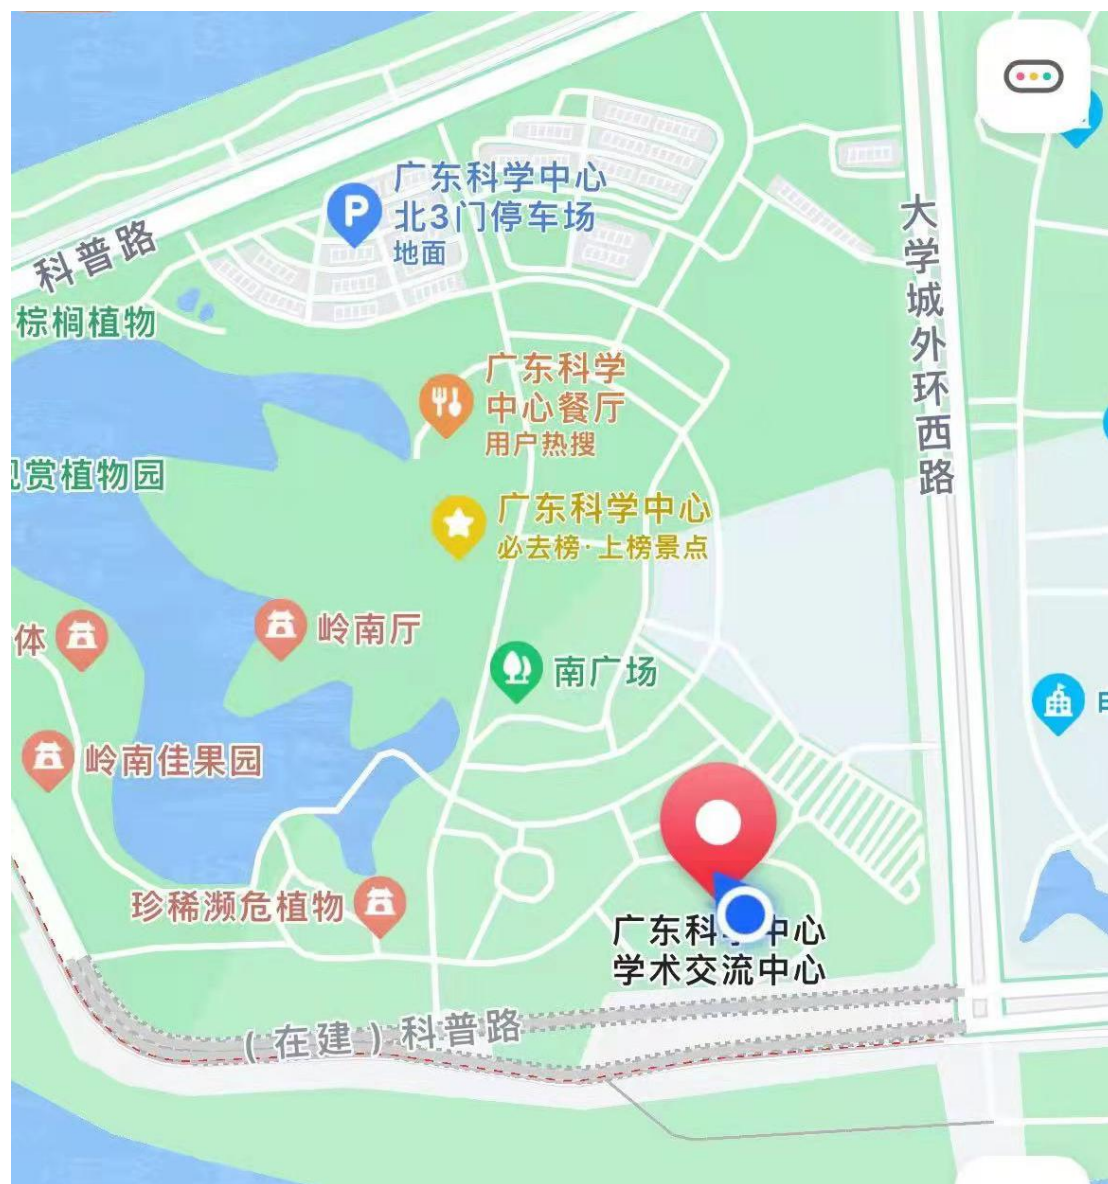 广东科学中心
北3门停车场
地面
科普路
大学城外环西路
棕榈植物
广东科学
中心餐厅
用户热搜
观赏植物园
广东科学中心
必去榜·上榜景点
体
岭南厅
南广场
岭南佳果园
珍稀濒危植物
广东科学中心
学术交流中心
(在建)科普路